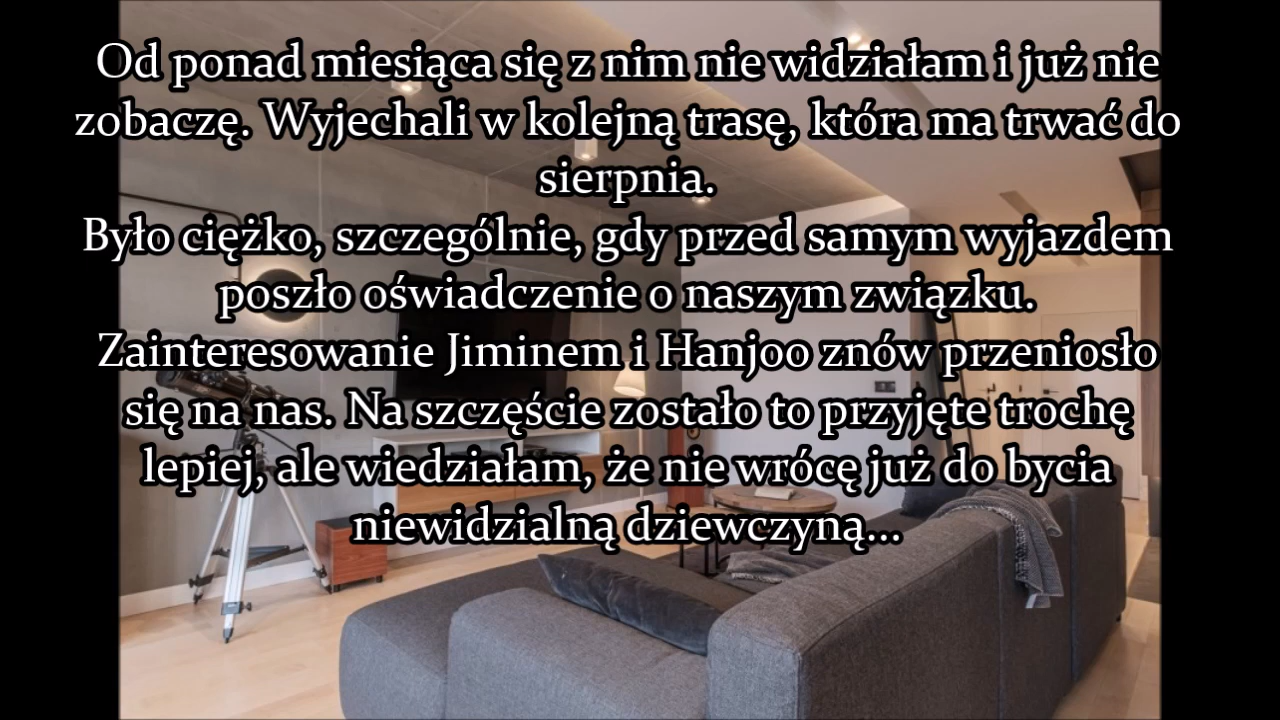 Od ponad miesiąca się z nim nie widziałam i już nie
zobaczę. Wyjechali w kolejną trasę, która ma trwać do
sierpnia.
Było ciężko, szczególnie, gdy przed samym wyjazdem
poszło oświadczenie o naszym związku.
Zainteresowanie Jiminem i Hanjoo znów przeniosło
się na nas. Na szczęście zostało to przyjęte trochę
lepiej, ale wiedziałam, że nie wrócę już do bycia
niewidzialną dziewczyną...